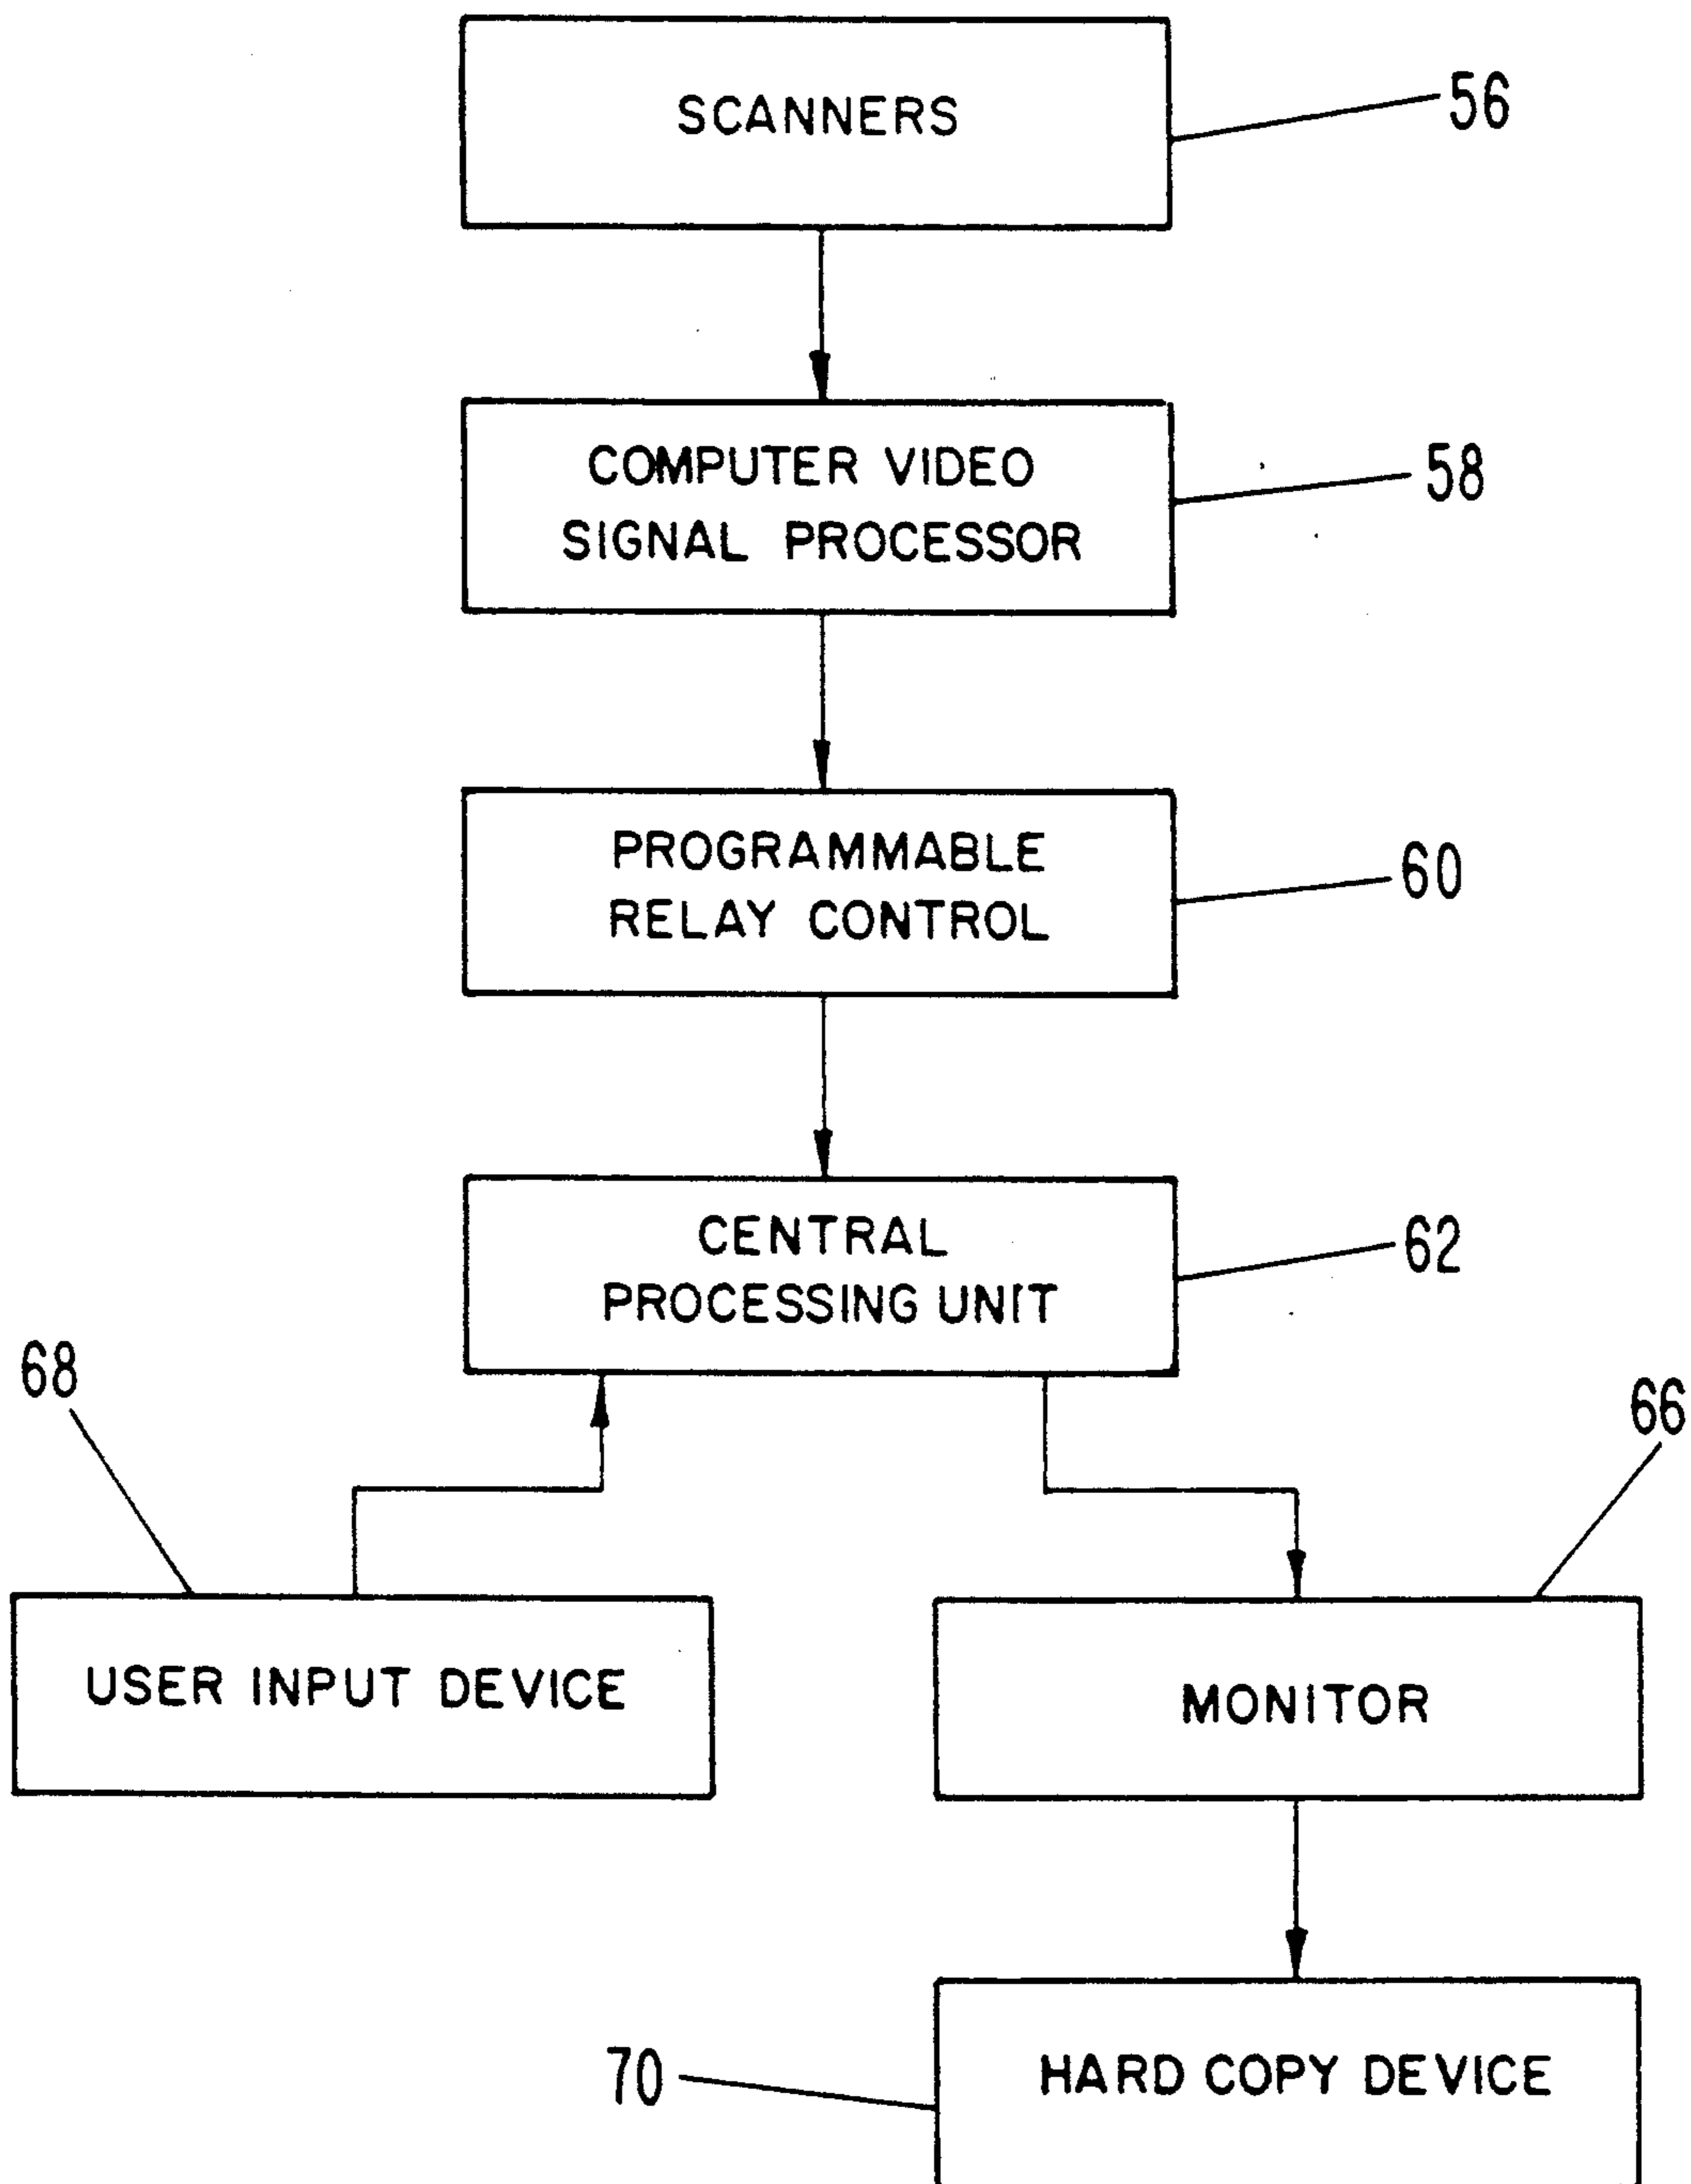 SCANNERS
56
COMPUTER VIDEO
SIGNAL PROCESSOR
58
PROGRAMMABLE
RELAY CONTROL
60
CENTRAL
PROCESSING UNIT
62
68
66
USER INPUT DEVICE
MONITOR
70
HARD COPY DEVICE